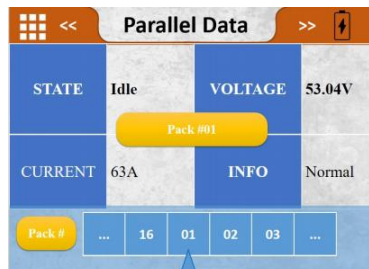 << Parallel Data >>
STATE Idle VOLTAGE 53.04V
Pack #01
CURRENT 63A INFO Normal
Pack # ... 16 01 02 03 ...